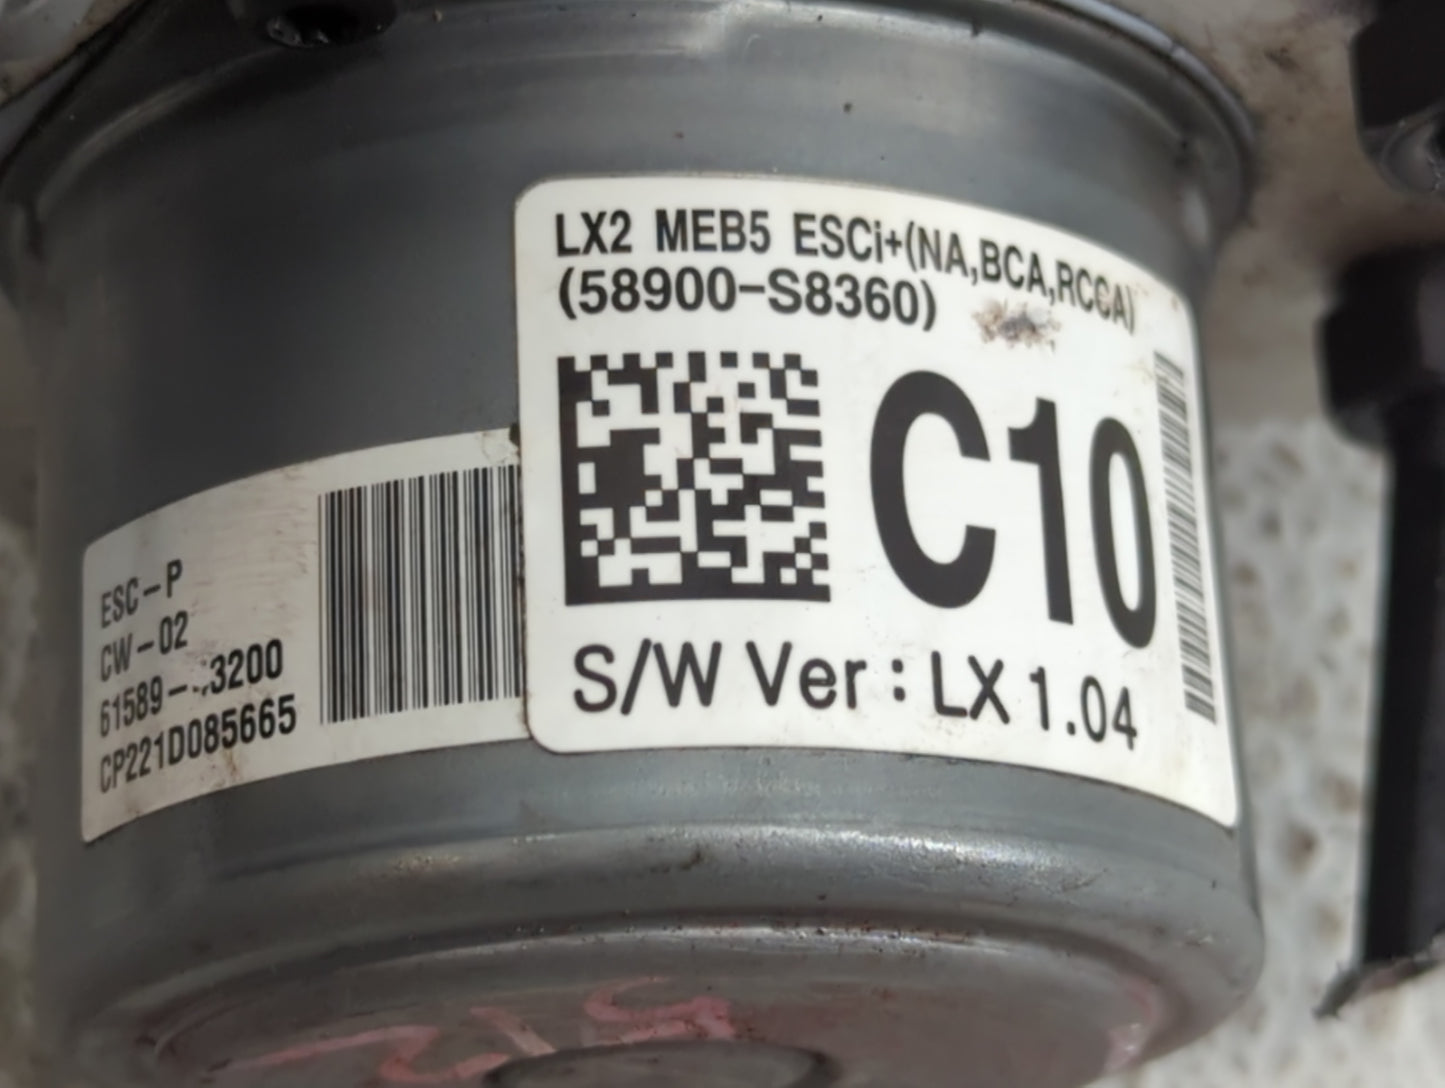 LX2 MEB5 ESCi+(NA,BCA,RCCA)
(58900-S8360)
C10
S/W Ver : LX 1.04
ESC-P
CW-02
CP221D085665